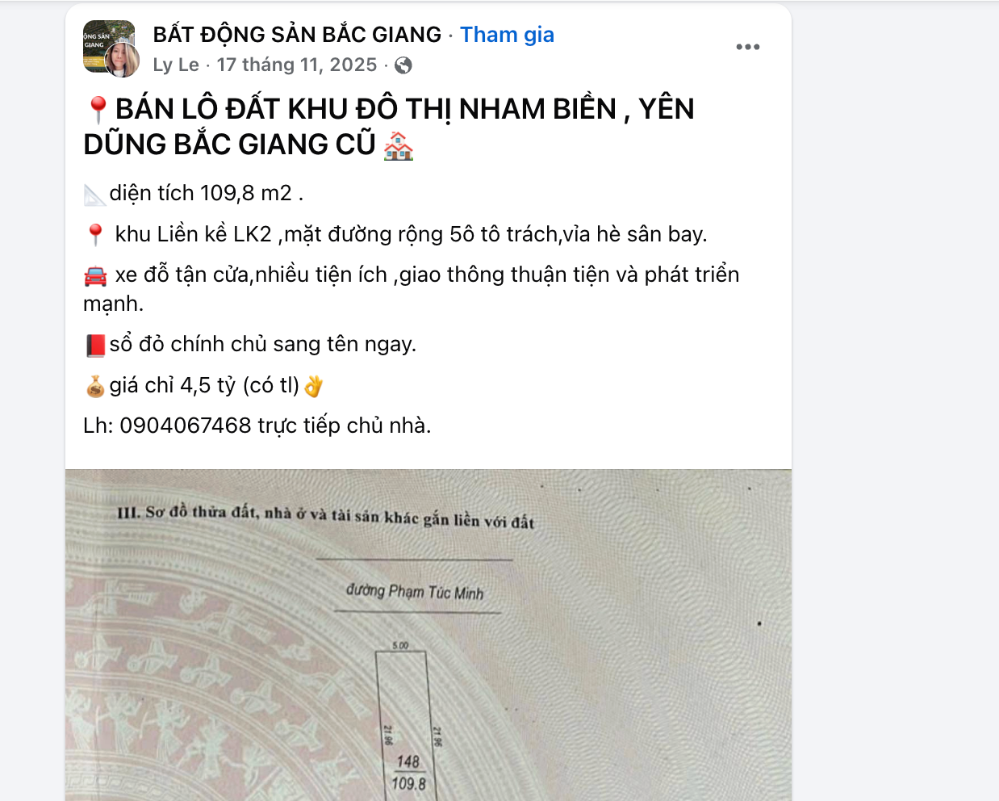 ỘNG SẢN
GIANG
BẤT ĐỘNG SẢN BẮC GIANG · Tham gia
Ly Le · 17 tháng 11, 2025 ·
📍BÁN LÔ ĐẤT KHU ĐÔ THỊ NHAM BIỀN , YÊN
DŨNG BẮC GIANG CŨ 🏘️
📐diện tích 109,8 m2 .
📍 khu Liền kề LK2 ,mặt đường rộng 5ô tô trách,vỉa hè sân bay.
🚘 xe đỗ tận cửa,nhiều tiện ích ,giao thông thuận tiện và phát triển
mạnh.
📕sổ đỏ chính chủ sang tên ngay.
💰giá chỉ 4,5 tỷ (có tl)👌
Lh: 0904067468 trực tiếp chủ nhà.
III. Sơ đồ thửa đất, nhà ở và tài sản khác gắn liền với đất
đường Phạm Túc Minh
5.00
21.96
21.96
148
109.8